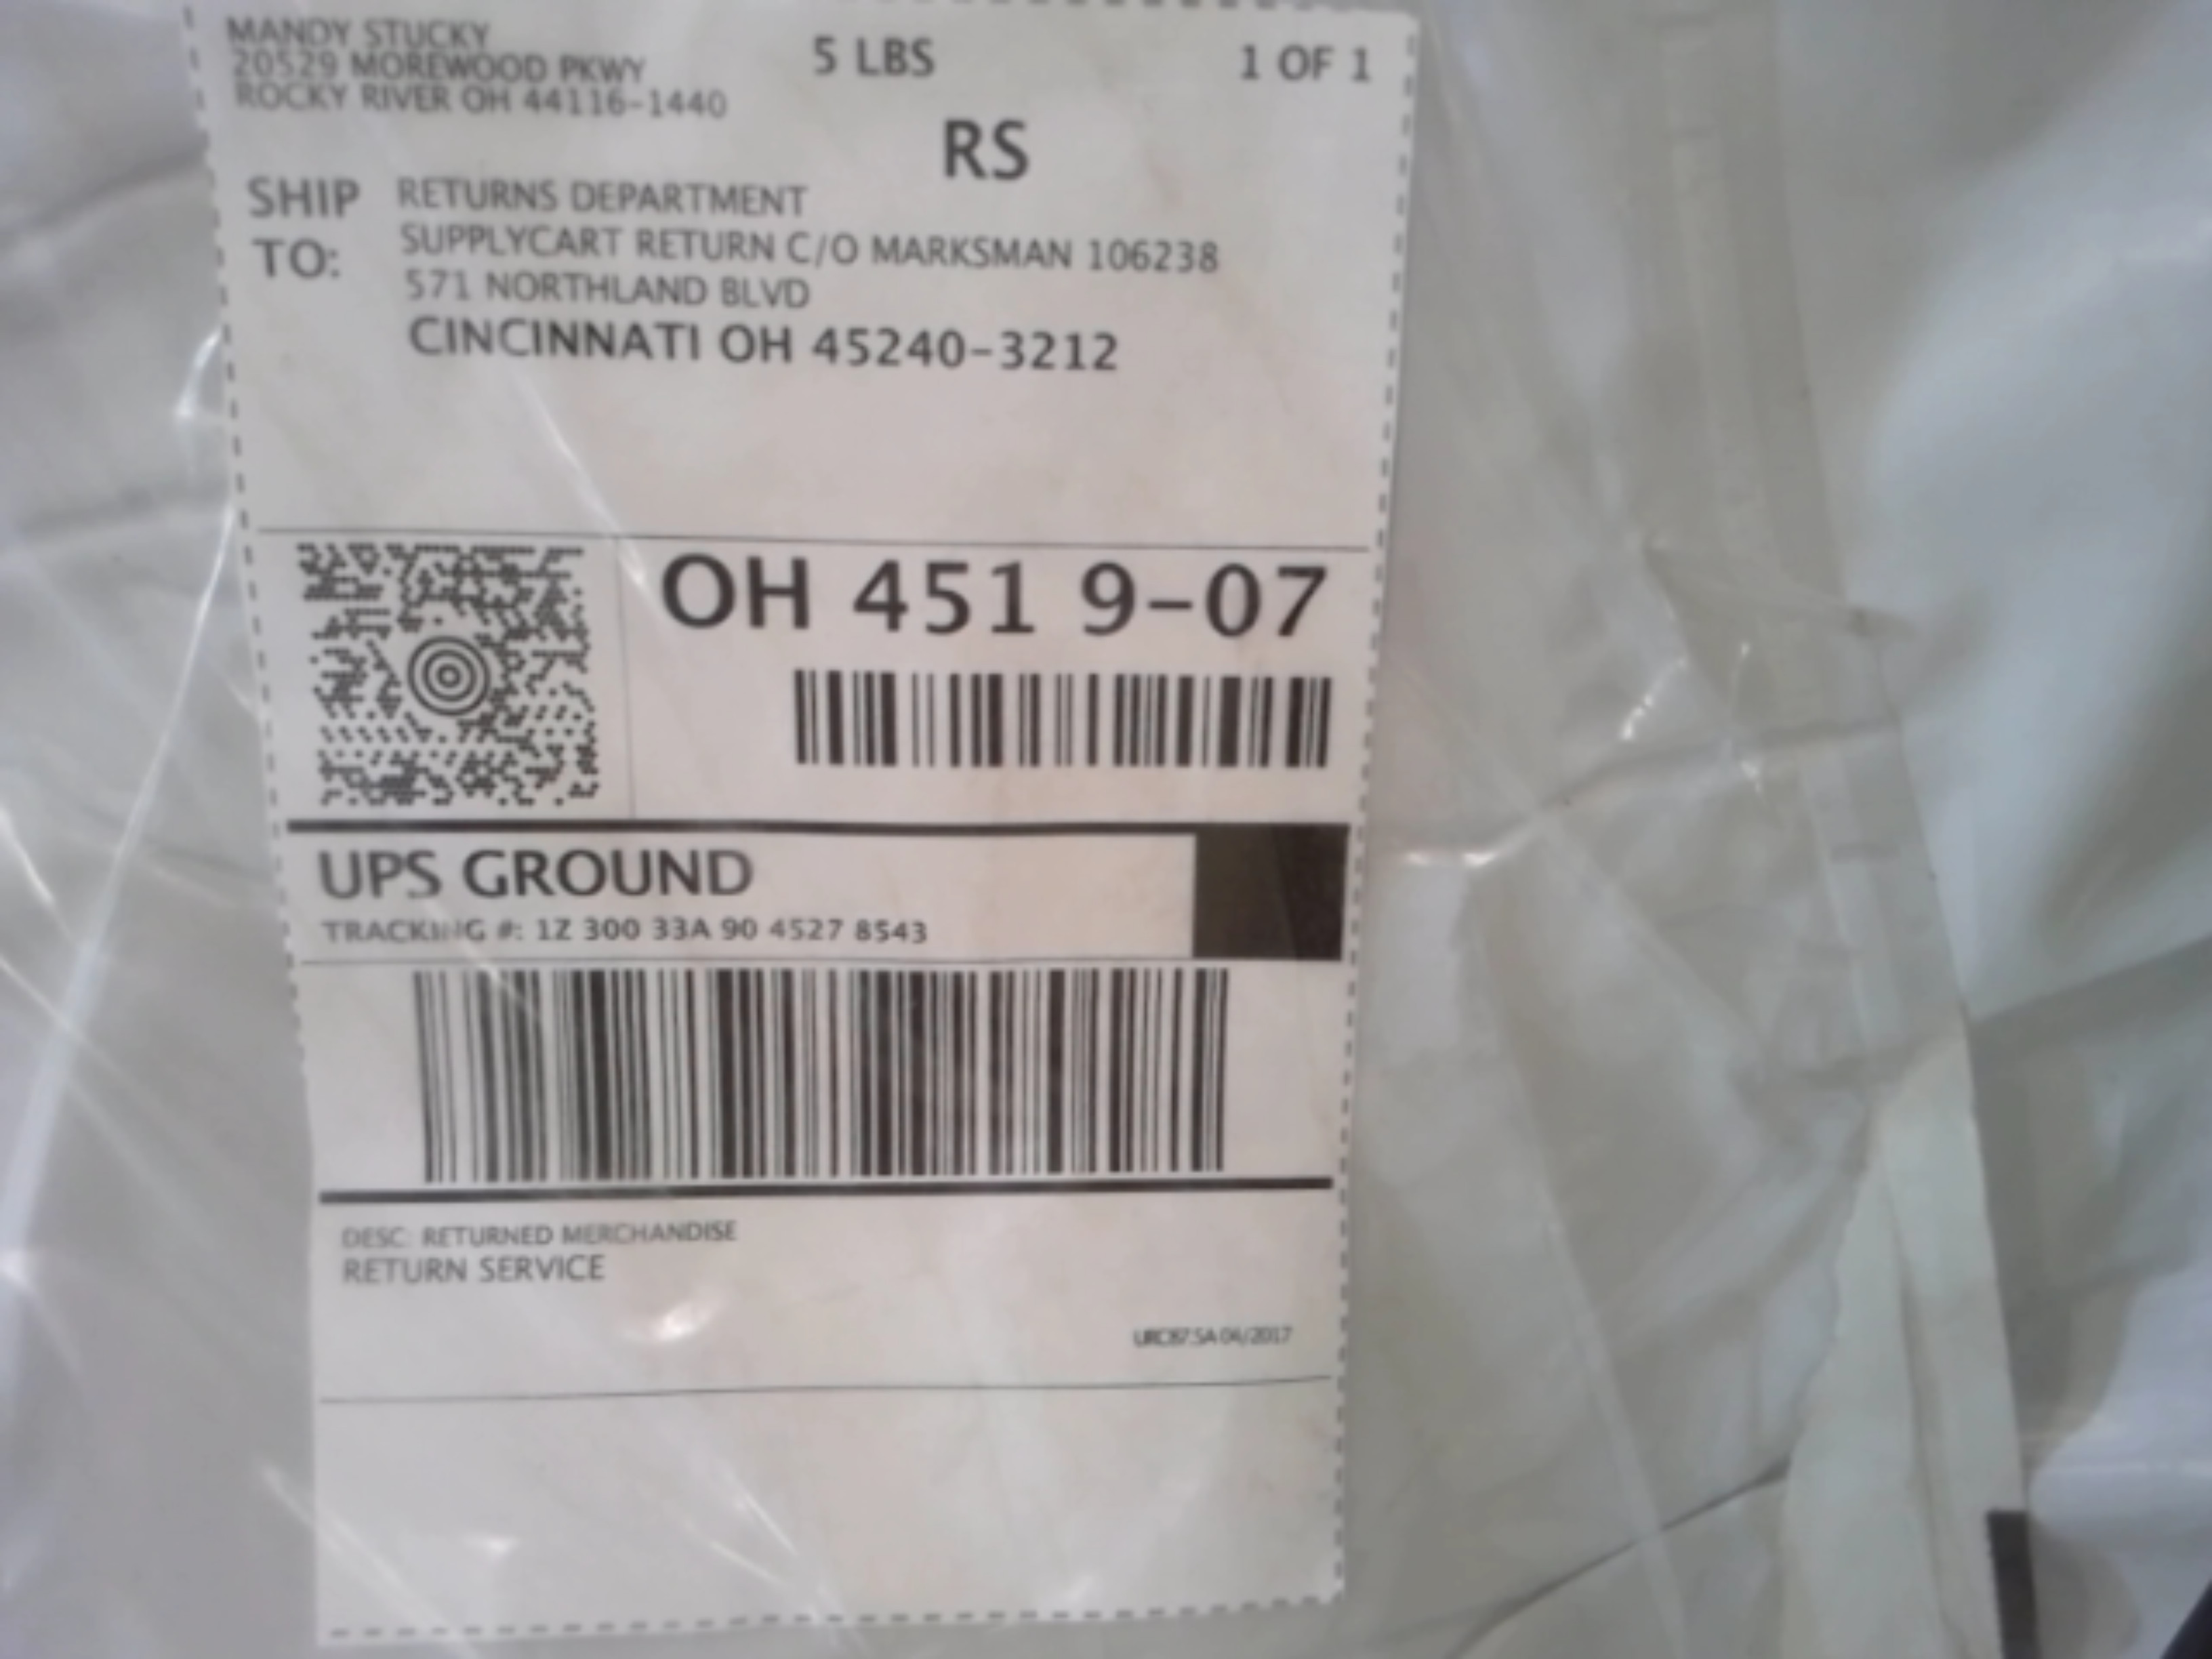 MANDY STUCKY
20529 MOREWOOD PKWY
ROCKY RIVER OH 44116-1440
5 LBS
1 OF 1
RS
SHIP TO:
RETURNS DEPARTMENT
SUPPLYCART RETURN C/O MARKSMAN 106238
571 NORTHLAND BLVD
CINCINNATI OH 45240-3212
OH 451 9-07
UPS GROUND
TRACKING #: 1Z 300 33A 90 4527 8543
DESC: RETURNED MERCHANDISE
RETURN SERVICE
04/2017